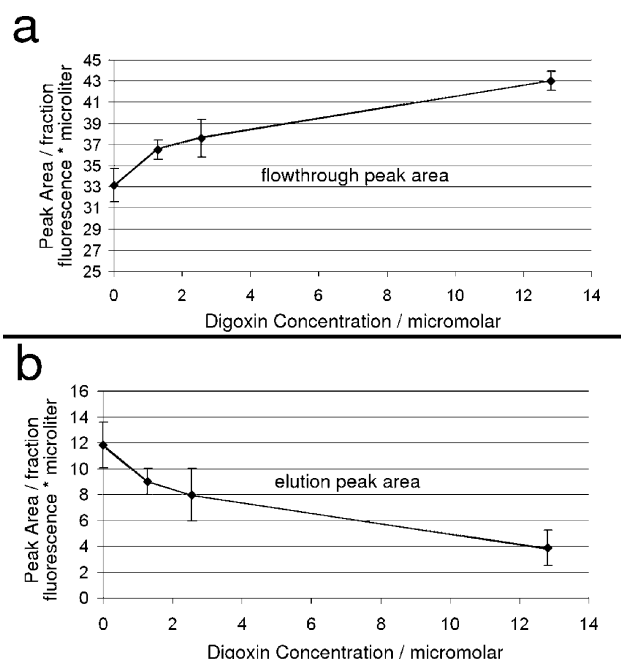 a
Peak Area / fraction
fluorescence * microliter
45
43
41
39
37
35
33
31
29
27
25
flowthrough peak area
0 2 4 6 8 10 12 14
Digoxin Concentration / micromolar
b
Peak Area / fraction
fluorescence * microliter
16
14
12
10
8
6
4
2
0
elution peak area
0 2 4 6 8 10 12 14
Digoxin Concentration / micromolar